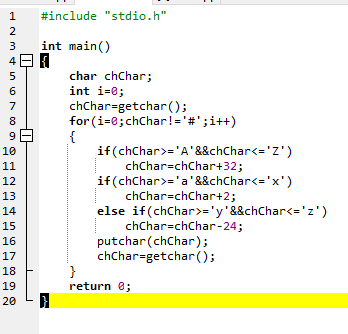 1 #include "stdio.h"
2
3 int main()
4 {
5 char chChar;
6 int i=0;
7 chChar=getchar();
8 for(i=0;chChar!='#';i++)
9 {
10 if(chChar>='A'&&chChar<='Z')
11 chChar=chChar+32;
12 if(chChar>='a'&&chChar<='x')
13 chChar=chChar+2;
14 else if(chChar>='y'&&chChar<='z')
15 chChar=chChar-24;
16 putchar(chChar);
17 chChar=getchar();
18 }
19 return 0;
20 }